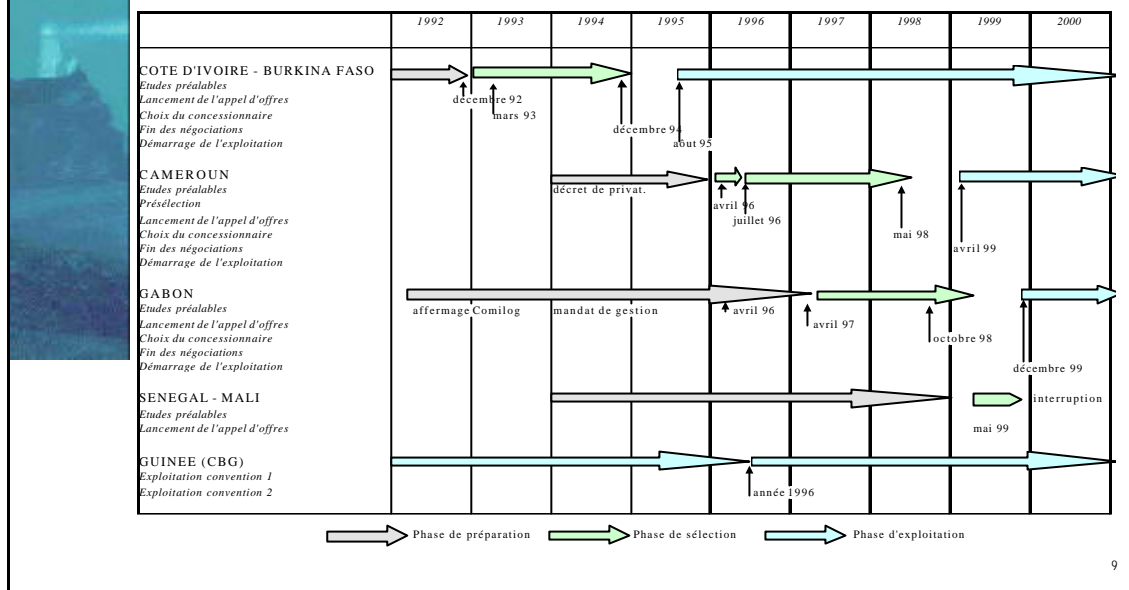 1992 1993 1994 1995 1996 1997 1998 1999 2000
COTE D'IVOIRE - BURKINA FASO
Etudes préalables
Lancement de l'appel d'offres décembre 92
Choix du concessionnaire mars 93
Fin des négociations décembre 94
Démarrage de l'exploitation aout 95
CAMEROUN
Etudes préalables décret de privat.
Présélection avril 96
Lancement de l'appel d'offres juillet 96
Choix du concessionnaire mai 98
Fin des négociations avril 99
Démarrage de l'exploitation
GABON
Etudes préalables affermage Comilog mandat de gestion avril 96
Lancement de l'appel d'offres avril 97
Choix du concessionnaire octobre 98
Fin des négociations
Démarrage de l'exploitation décembre 99
SENEGAL - MALI interruption
Etudes préalables
Lancement de l'appel d'offres mai 99
GUINEE (CBG)
Exploitation convention 1
Exploitation convention 2 année 1996
Phase de préparation Phase de sélection Phase d'exploitation
9